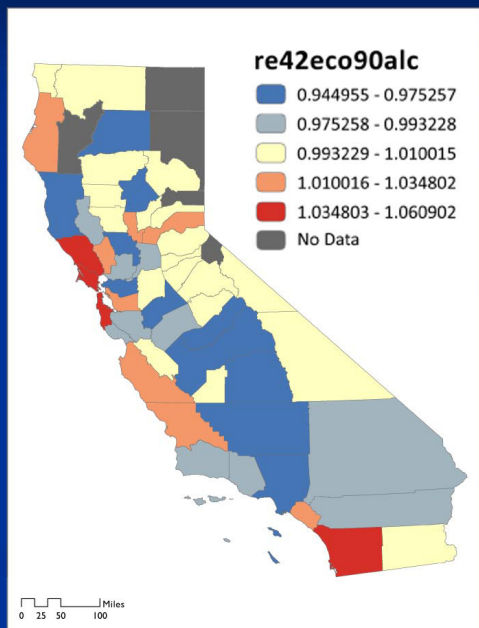 re42eco90alc
0.944955 - 0.975257
0.975258 - 0.993228
0.993229 - 1.010015
1.010016 - 1.034802
1.034803 - 1.060902
No Data
Miles
0 25 50 100